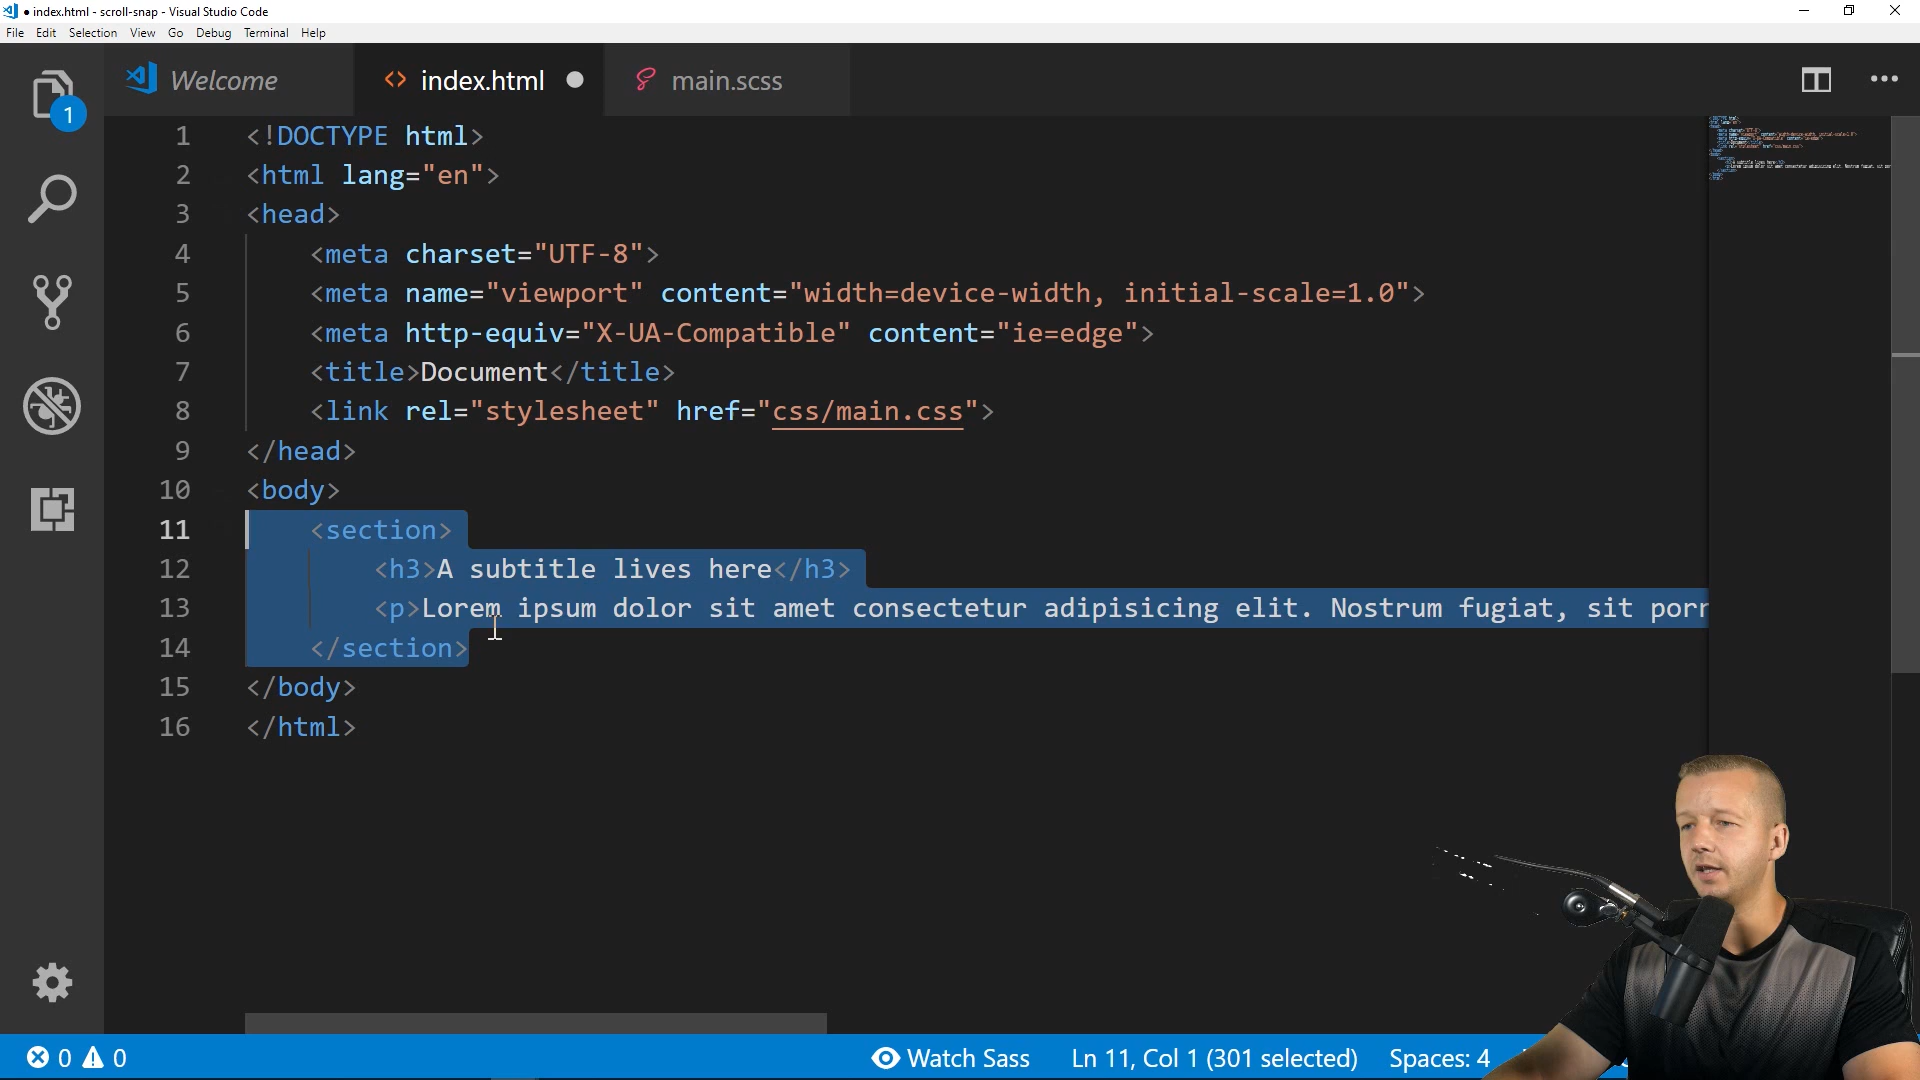 index.html - scroll-snap - Visual Studio Code
File Edit Selection View Go Debug Terminal Help
Welcome index.html main.scss
1
1 <!DOCTYPE html>
2 <html lang="en">
3 <head>
4 <meta charset="UTF-8">
5 <meta name="viewport" content="width=device-width, initial-scale=1.0">
6 <meta http-equiv="X-UA-Compatible" content="ie=edge">
7 <title>Document</title>
8 <link rel="stylesheet" href="css/main.css">
9 </head>
10 <body>
11 <section>
12 <h3>A subtitle lives here</h3>
13 <p>Lorem ipsum dolor sit amet consectetur adipisicing elit. Nostrum fugiat, sit porr
14 </section>
15 </body>
16 </html>
0 0 Watch Sass Ln 11, Col 1 (301 selected) Spaces: 4